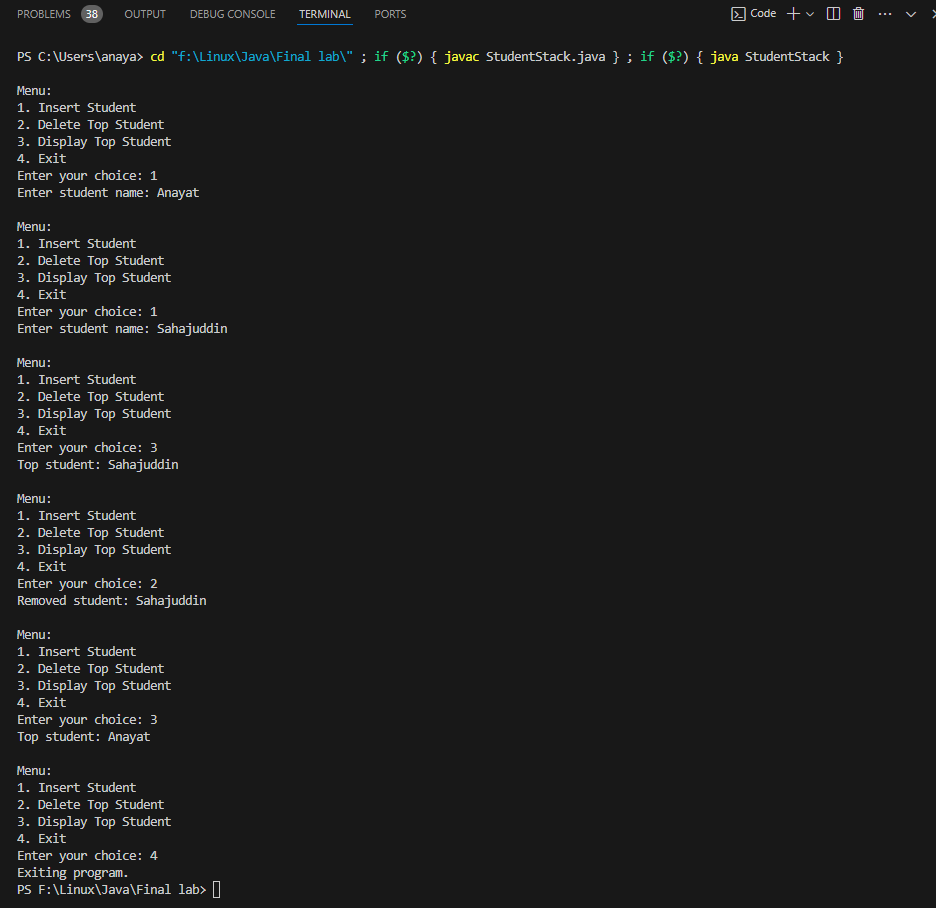 PROBLEMS 38 OUTPUT DEBUG CONSOLE TERMINAL PORTS Code
PS C:\Users\anaya> cd "f:\Linux\Java\Final lab\" ; if ($?) { javac StudentStack.java } ; if ($?) { java StudentStack }
Menu:
1. Insert Student
2. Delete Top Student
3. Display Top Student
4. Exit
Enter your choice: 1
Enter student name: Anayat
Menu:
1. Insert Student
2. Delete Top Student
3. Display Top Student
4. Exit
Enter your choice: 1
Enter student name: Sahajuddin
Menu:
1. Insert Student
2. Delete Top Student
3. Display Top Student
4. Exit
Enter your choice: 3
Top student: Sahajuddin
Menu:
1. Insert Student
2. Delete Top Student
3. Display Top Student
4. Exit
Enter your choice: 2
Removed student: Sahajuddin
Menu:
1. Insert Student
2. Delete Top Student
3. Display Top Student
4. Exit
Enter your choice: 3
Top student: Anayat
Menu:
1. Insert Student
2. Delete Top Student
3. Display Top Student
4. Exit
Enter your choice: 4
Exiting program.
PS F:\Linux\Java\Final lab>